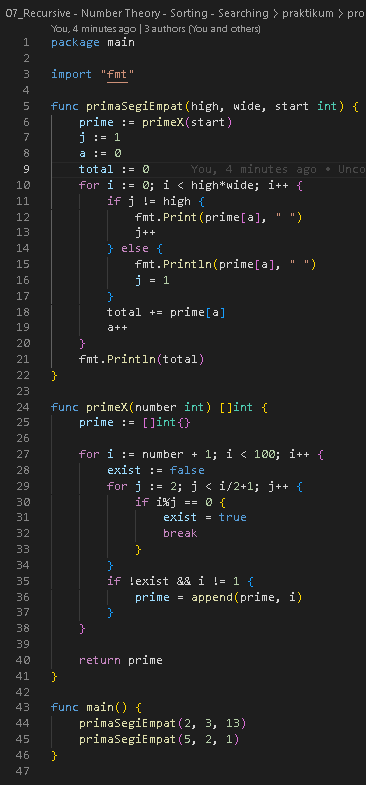 07_Recursive - Number Theory - Sorting - Searching > praktikum > pro
You, 4 minutes ago | 3 authors (You and others)
1 package main
2
3 import "fmt"
4
5 func primaSegiEmpat(high, wide, start int) {
6 prime := primeX(start)
7 j := 1
8 a := 0
9 total := 0 You, 4 minutes ago • Unco
10 for i := 0; i < high*wide; i++ {
11 if j != high {
12 fmt.Print(prime[a], " ")
13 j++
14 } else {
15 fmt.Println(prime[a], " ")
16 j = 1
17 }
18 total += prime[a]
19 a++
20 }
21 fmt.Println(total)
22 }
23
24 func primeX(number int) []int {
25 prime := []int{}
26
27 for i := number + 1; i < 100; i++ {
28 exist := false
29 for j := 2; j < i/2+1; j++ {
30 if i%j == 0 {
31 exist = true
32 break
33 }
34 }
35 if !exist && i != 1 {
36 prime = append(prime, i)
37 }
38 }
39
40 return prime
41 }
42
43 func main() {
44 primaSegiEmpat(2, 3, 13)
45 primaSegiEmpat(5, 2, 1)
46 }
47